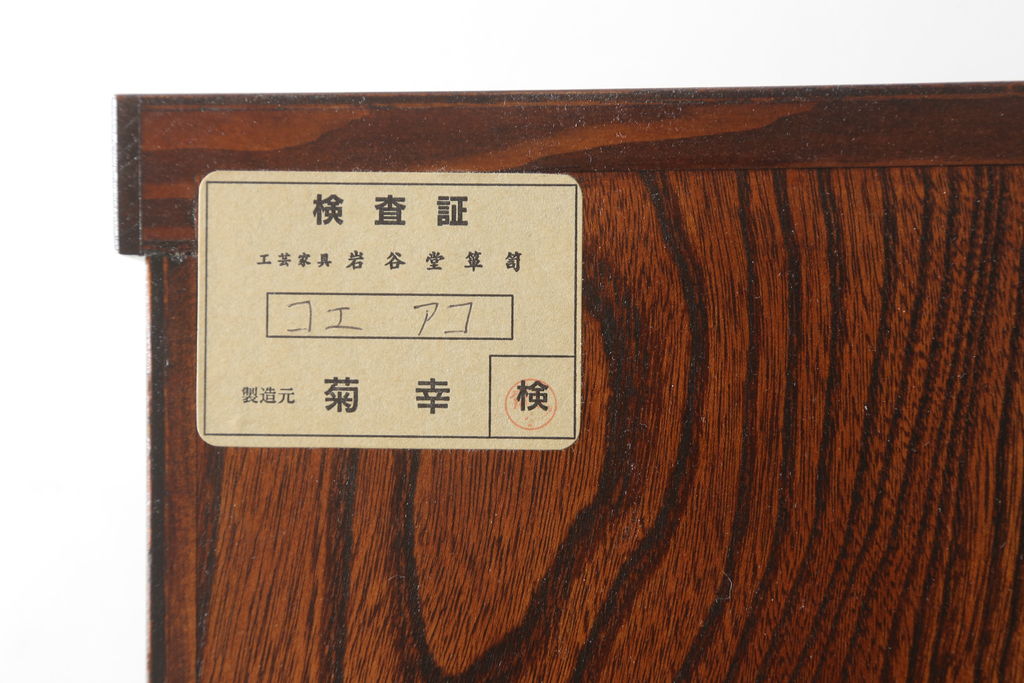 検査証
工芸家具 岩谷堂箪笥
コエ アコ
製造元 菊幸
検